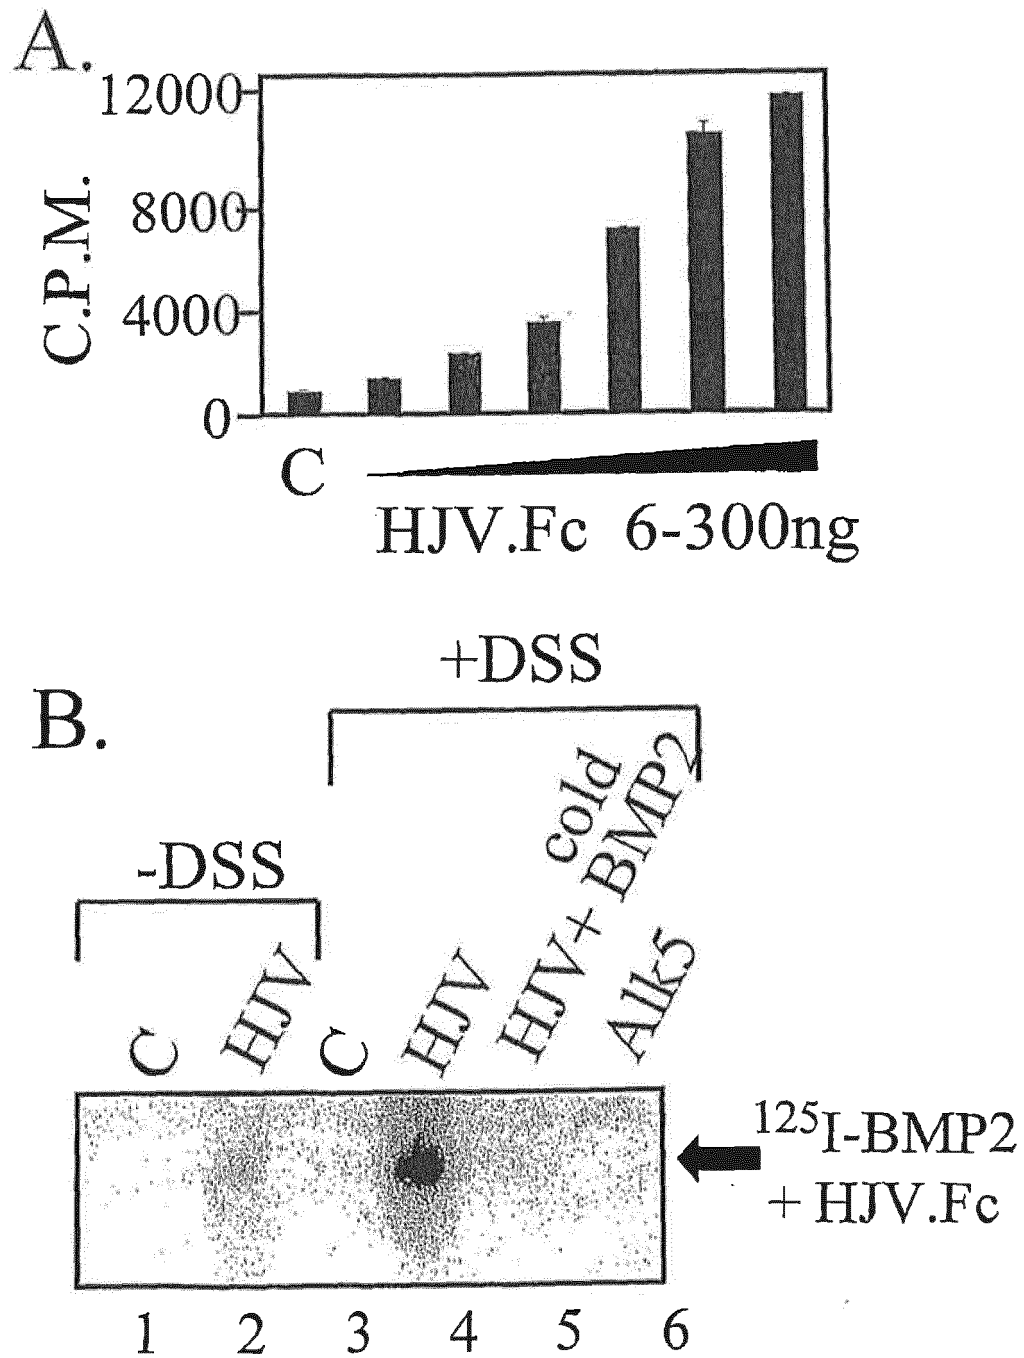 A.
12000
8000
4000
0
C.P.M.
C
HJV.Fc 6-300ng
B.
+DSS
-DSS
C
HJV
C
HJV
HJV+ cold BMP2
Alk5
125I-BMP2
+ HJV.Fc
1 2 3 4 5 6